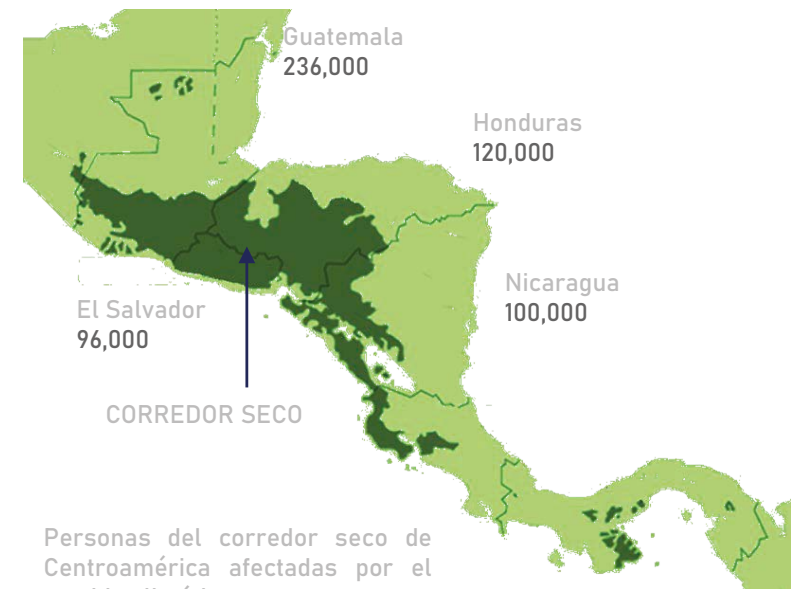 Guatemala
236,000
Honduras
120,000
Nicaragua
100,000
El Salvador
96,000
CORREDOR SECO
Personas del corredor seco de
Centroamérica afectadas por el